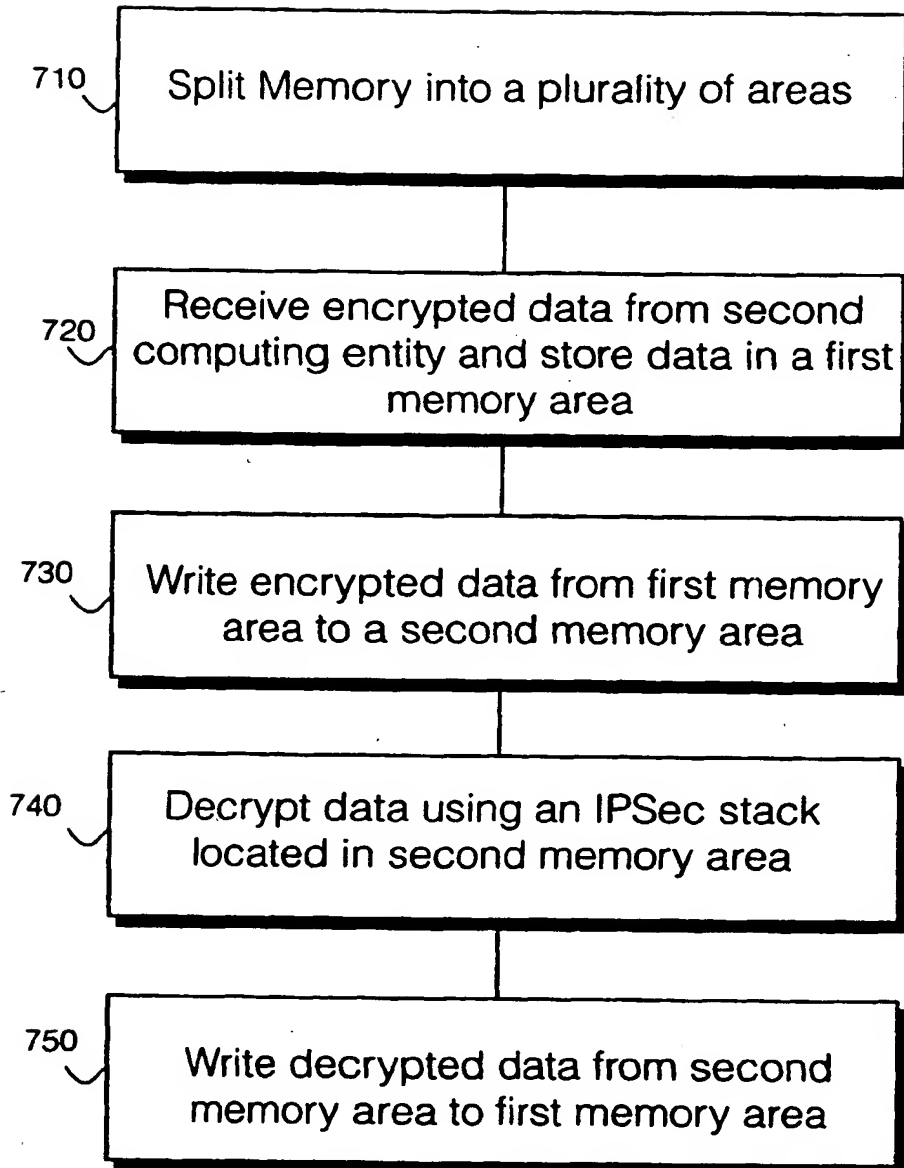 710
Split Memory into a plurality of areas
720
Receive encrypted data from second
computing entity and store data in a first
memory area
730
Write encrypted data from first memory
area to a second memory area
740
Decrypt data using an IPSec stack
located in second memory area
750
Write decrypted data from second
memory area to first memory area